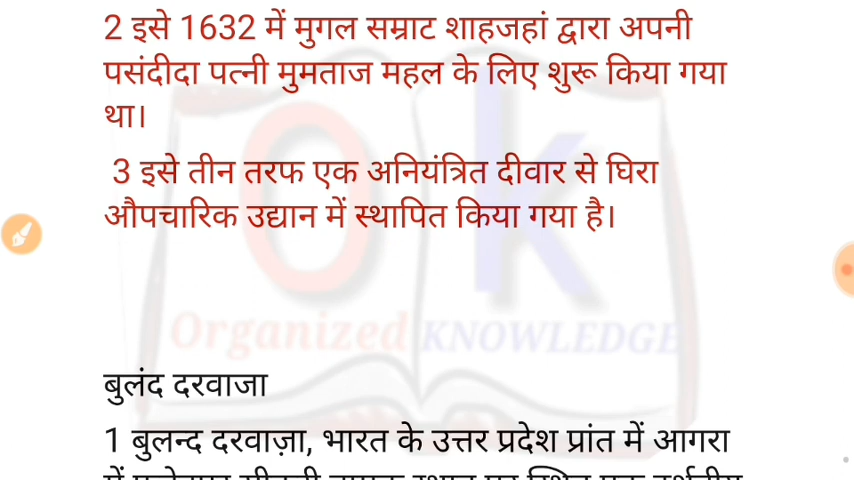 2 इसे 1632 में मुगल सम्राट शाहजहां द्वारा अपनी
पसंदीदा पत्नी मुमताज महल के लिए शुरू किया गया
था।
3 इसे तीन तरफ एक अनियंत्रित दीवार से घिरा
औपचारिक उद्यान में स्थापित किया गया है।
ok
Organized KNOWLEDGE
बुलंद दरवाजा
1 बुलन्द दरवाज़ा, भारत के उत्तर प्रदेश प्रांत में आगरा